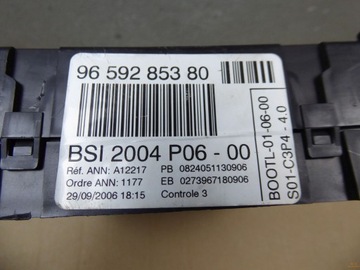 96 592 853 80
BSI 2004 P06 - 00
Réf. ANN: A12217 PB 0824051130906
Ordre ANN: 1177 EB 0273967180906
29/09/2006 18:15 Controle 3
BOOTL-01-06-00
S01-C3P4 - 4.0